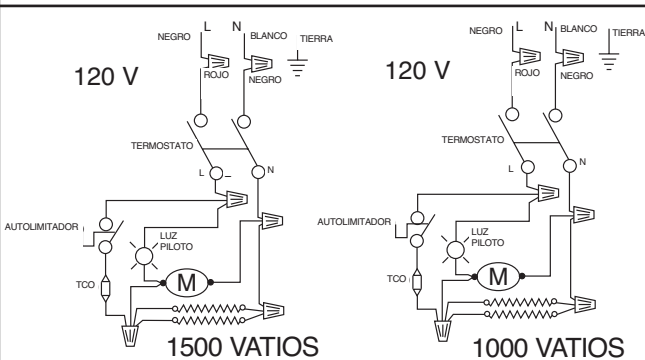 L N
NEGRO BLANCO TIERRA
120 V
ROJO NEGRO
TERMOSTATO
L N
AUTOLIMITADOR
LUZ
PILOTO
TCO
M
1500 VATIOS
L N
NEGRO BLANCO TIERRA
120 V
ROJO NEGRO
TERMOSTATO
L N
AUTOLIMITADOR
LUZ
PILOTO
TCO
M
1000 VATIOS